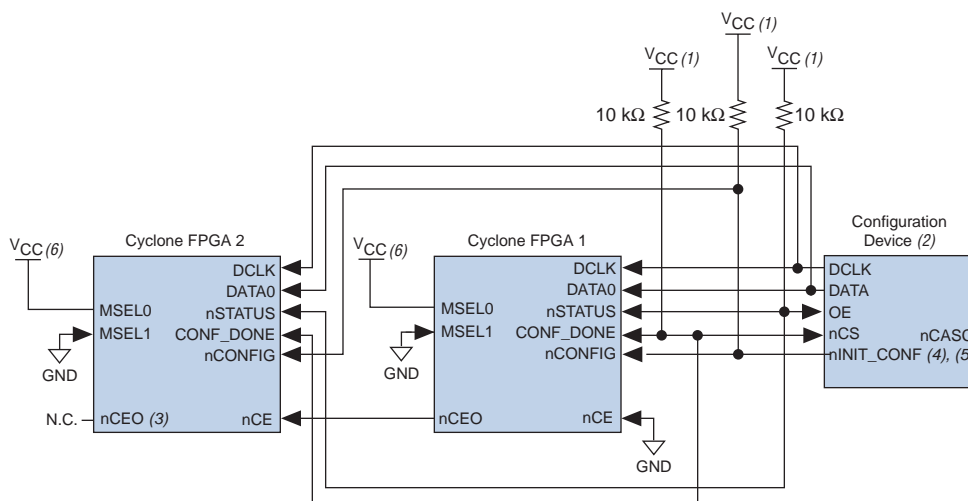 VCC (1)
VCC (1)
VCC (1)
10 kΩ
10 kΩ
10 kΩ
Cyclone FPGA 2
VCC (6)
MSEL0
MSEL1
GND
N.C.
nCEO (3)
DCLK
DATA0
nSTATUS
CONF_DONE
nCONFIG
nCE
Cyclone FPGA 1
VCC (6)
MSEL0
MSEL1
GND
nCEO
DCLK
DATA0
nSTATUS
CONF_DONE
nCONFIG
nCE
GND
Configuration
Device (2)
DCLK
DATA
OE
nCS
nCASC
nINIT_CONF (4), (5